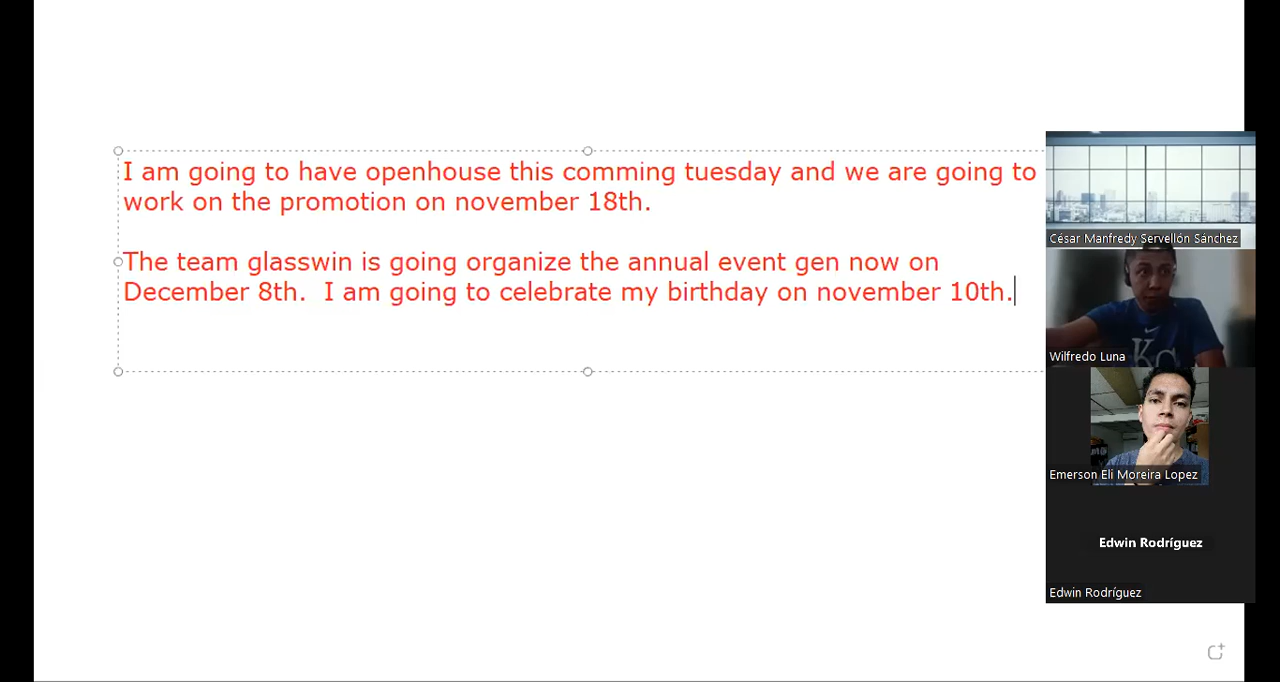 I am going to have openhouse this comming tuesday and we are going to
work on the promotion on november 18th.
The team glasswin is going organize the annual event gen now on
December 8th.  I am going to celebrate my birthday on november 10th.
César Manfredy Servellón Sánchez
Wilfredo Luna
Emerson Eli Moreira Lopez
Edwin Rodríguez
Edwin Rodríguez